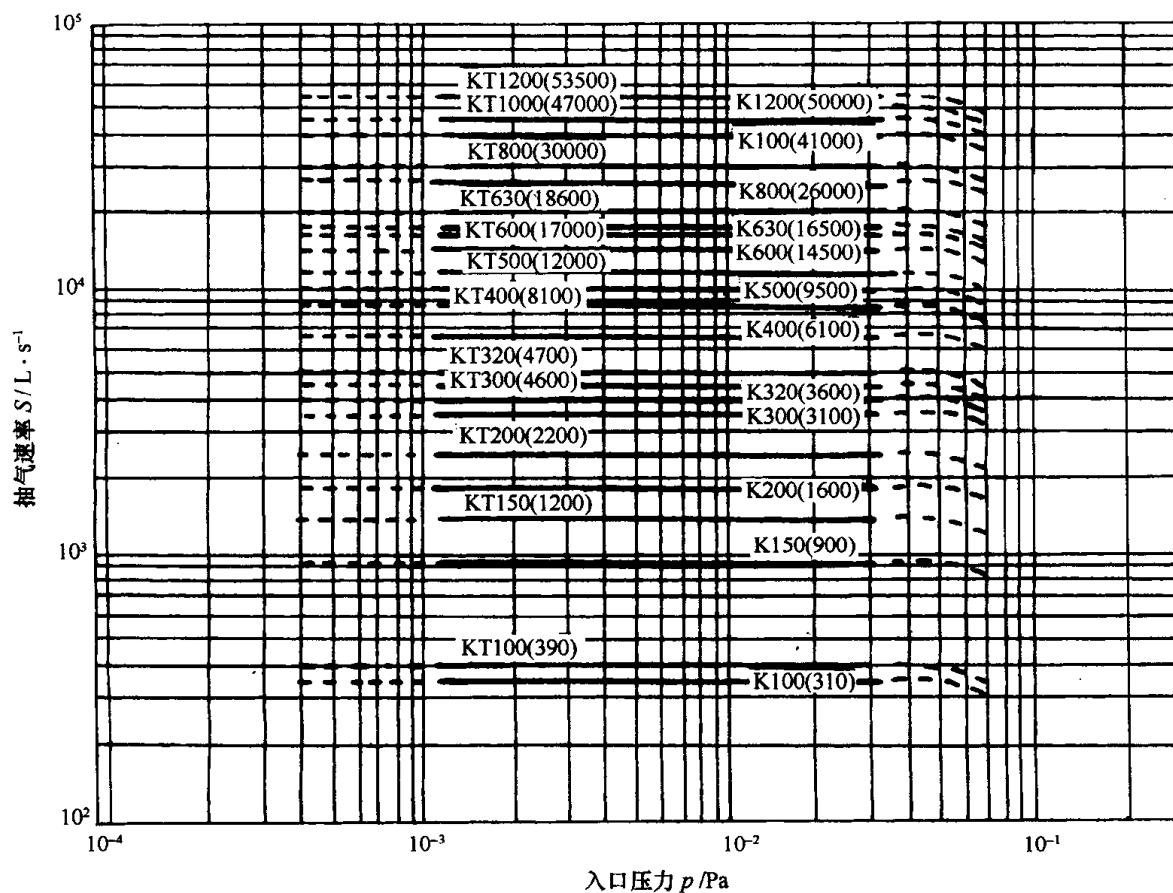 10⁵
KT1200(53500)
KT1000(47000)
K1200(50000)
K100(41000)
KT800(30000)
K800(26000)
KT630(18600)
KT600(17000)
K630(16500)
K600(14500)
KT500(12000)
10⁴
KT400(8100)
K500(9500)
K400(6100)
KT320(4700)
KT300(4600)
K320(3600)
K300(3100)
KT200(2200)
K200(1600)
KT150(1200)
K150(900)
10³
KT100(390)
K100(310)
10²
10⁻⁴
10⁻³
10⁻²
10⁻¹
抽气速率 S/L·s⁻¹
入口压力 p /Pa